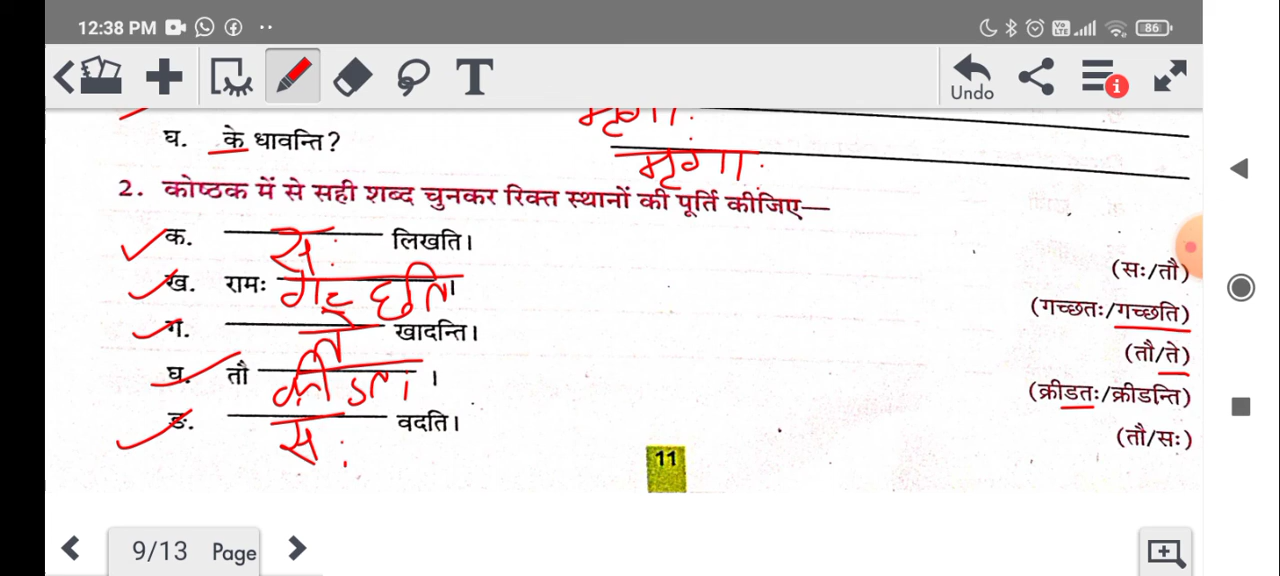 12:38 PM
86
T
Undo
मृगाः
घ. के धावन्ति?
मृगाः
2. कोष्ठक में से सही शब्द चुनकर रिक्त स्थानों की पूर्ति कीजिए—
क. सः लिखति। (सः/तौ)
ख. रामः गच्छति। (गच्छतः/गच्छति)
ग. ते खादन्ति। (तौ/ते)
घ. तौ क्रीडतः। (क्रीडतः/क्रीडन्ति)
ङ. सः वदति। (तौ/सः)
11
9/13 Page